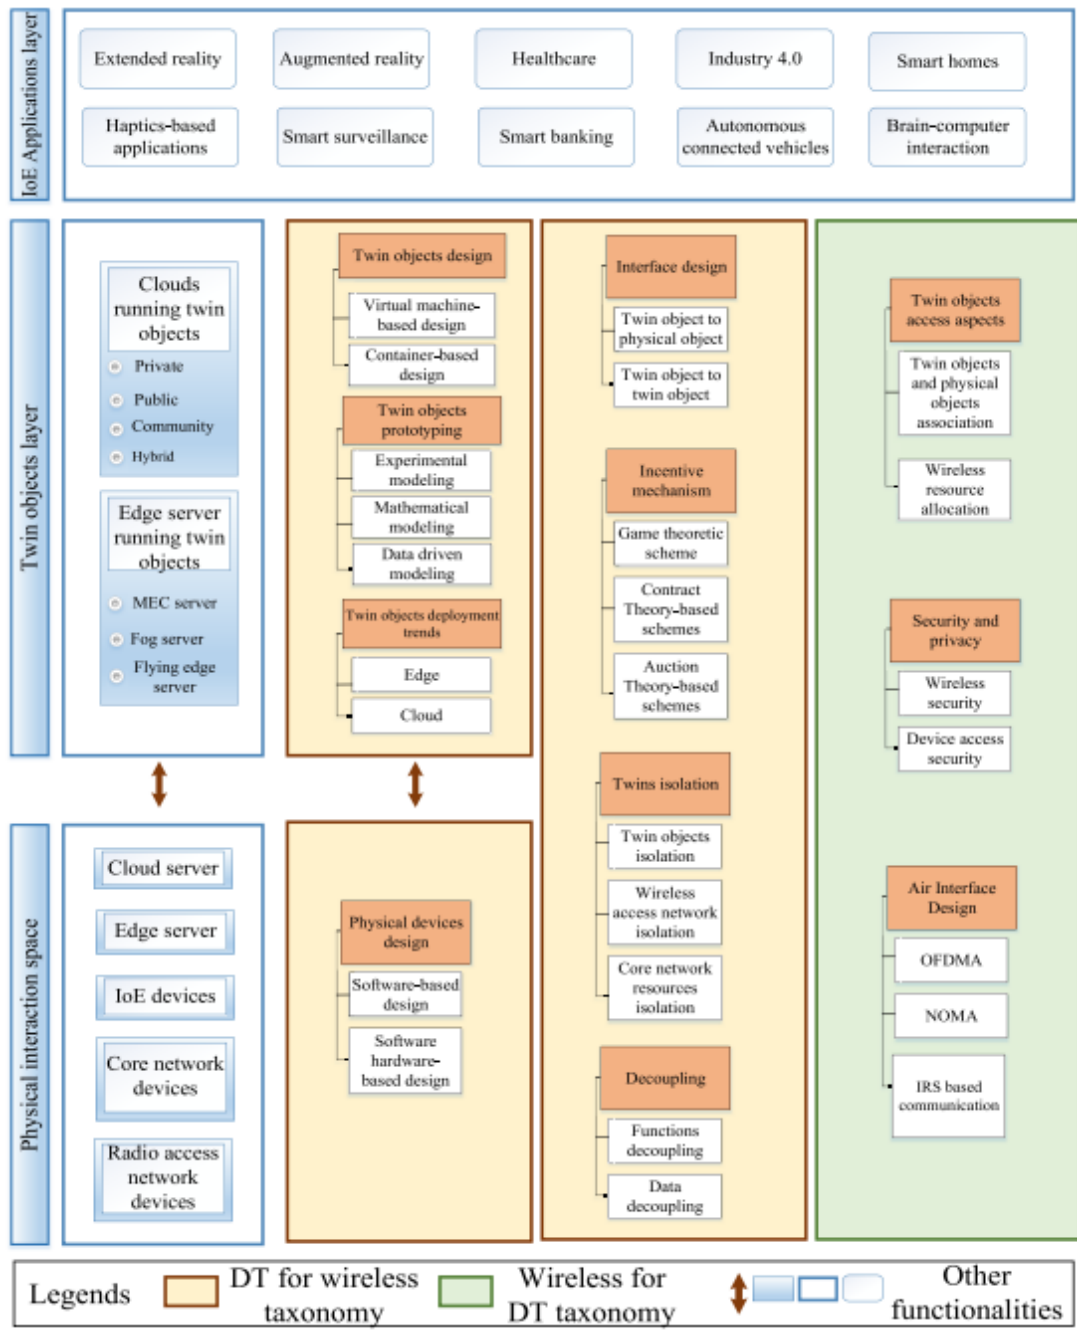 IoE Applications layer
Extended reality
Augmented reality
Healthcare
Industry 4.0
Smart homes
Haptics-based
applications
Smart surveillance
Smart banking
Autonomous
connected vehicles
Brain-computer
interaction
Twin objects layer
Clouds
running twin
objects
Private
Public
Community
Hybrid
Edge server
running twin
objects
MEC server
Fog server
Flying edge
server
Twin objects design
Virtual machine-
based design
Container-based
design
Twin objects
prototyping
Experimental
modeling
Mathematical
modeling
Data driven
modeling
Twin objects deployment
trends
Edge
Cloud
Interface design
Twin object to
physical object
Twin object to
twin object
Incentive
mechanism
Game theoretic
scheme
Contract
Theory-based
schemes
Auction
Theory-based
schemes
Twins isolation
Twin objects
isolation
Wireless
access network
isolation
Core network
resources
isolation
Decoupling
Functions
decoupling
Data
decoupling
Twin objects
access aspects
Twin objects
and physical
objects
association
Wireless
resource
allocation
Security and
privacy
Wireless
security
Device access
security
Air Interface
Design
OFDMA
NOMA
IRS based
communication
Physical interaction space
Cloud server
Edge server
IoE devices
Core network
devices
Radio access
network
devices
Physical devices
design
Software-based
design
Software
hardware-
based design
Legends
DT for wireless
taxonomy
Wireless for
DT taxonomy
Other
functionalities